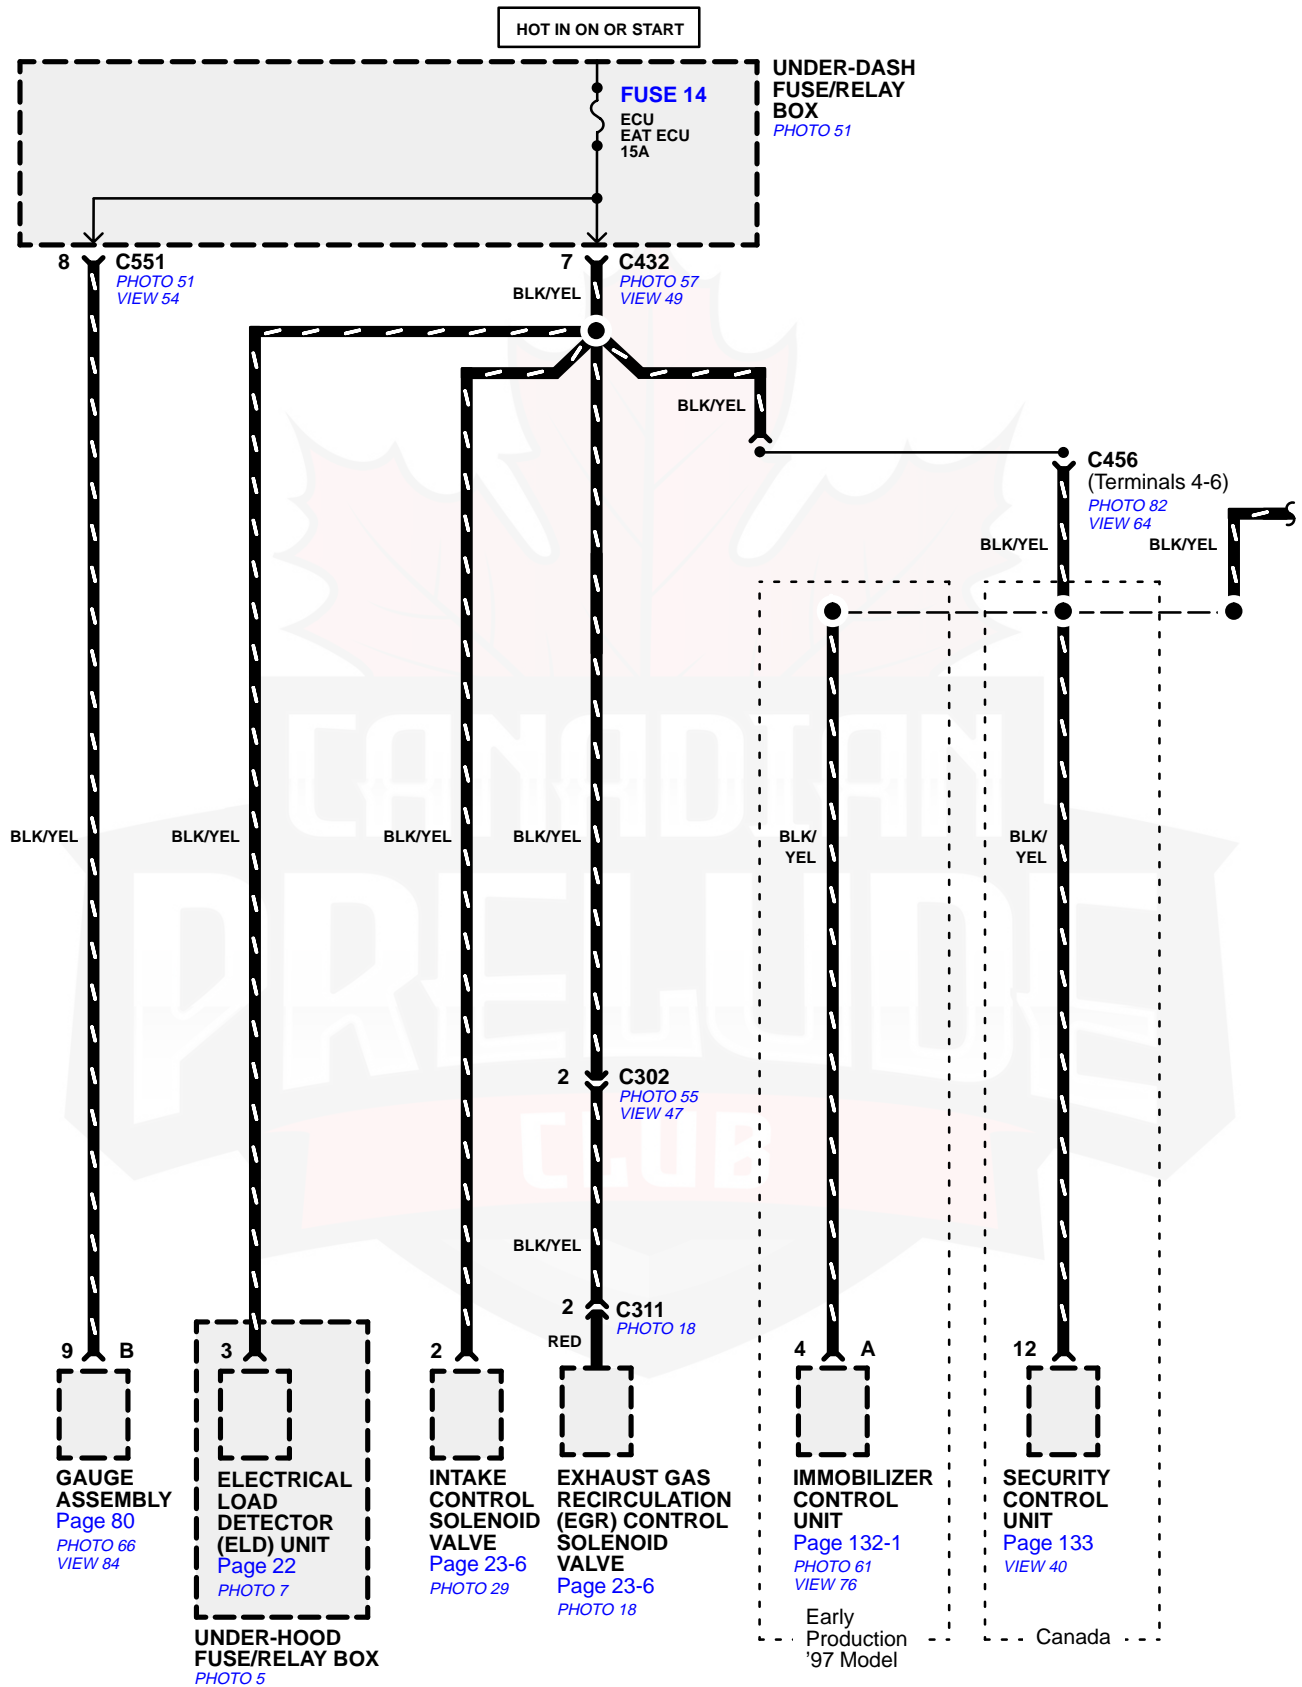 HOT IN ON OR START
UNDER-DASH
FUSE/RELAY
BOX
PHOTO 51
FUSE 14
ECU
EAT ECU
15A
8
C551
PHOTO 51
VIEW 54
7
C432
PHOTO 57
VIEW 49
BLK/YEL
BLK/YEL
C456
(Terminals 4-6)
PHOTO 82
VIEW 64
BLK/YEL
BLK/YEL
CANADIAN
PRELUDE
CLUB
BLK/YEL
BLK/YEL
BLK/YEL
BLK/YEL
BLK/
YEL
BLK/
YEL
2
C302
PHOTO 55
VIEW 47
BLK/YEL
2
C311
PHOTO 18
RED
9
B
3
2
4
A
12
GAUGE
ASSEMBLY
Page 80
PHOTO 66
VIEW 84
ELECTRICAL
LOAD
DETECTOR
(ELD) UNIT
Page 22
PHOTO 7
INTAKE
CONTROL
SOLENOID
VALVE
Page 23-6
PHOTO 29
EXHAUST GAS
RECIRCULATION
(EGR) CONTROL
SOLENOID
VALVE
Page 23-6
PHOTO 18
IMMOBILIZER
CONTROL
UNIT
Page 132-1
PHOTO 61
VIEW 76
SECURITY
CONTROL
UNIT
Page 133
VIEW 40
Early
Production
'97 Model
Canada
UNDER-HOOD
FUSE/RELAY BOX
PHOTO 5